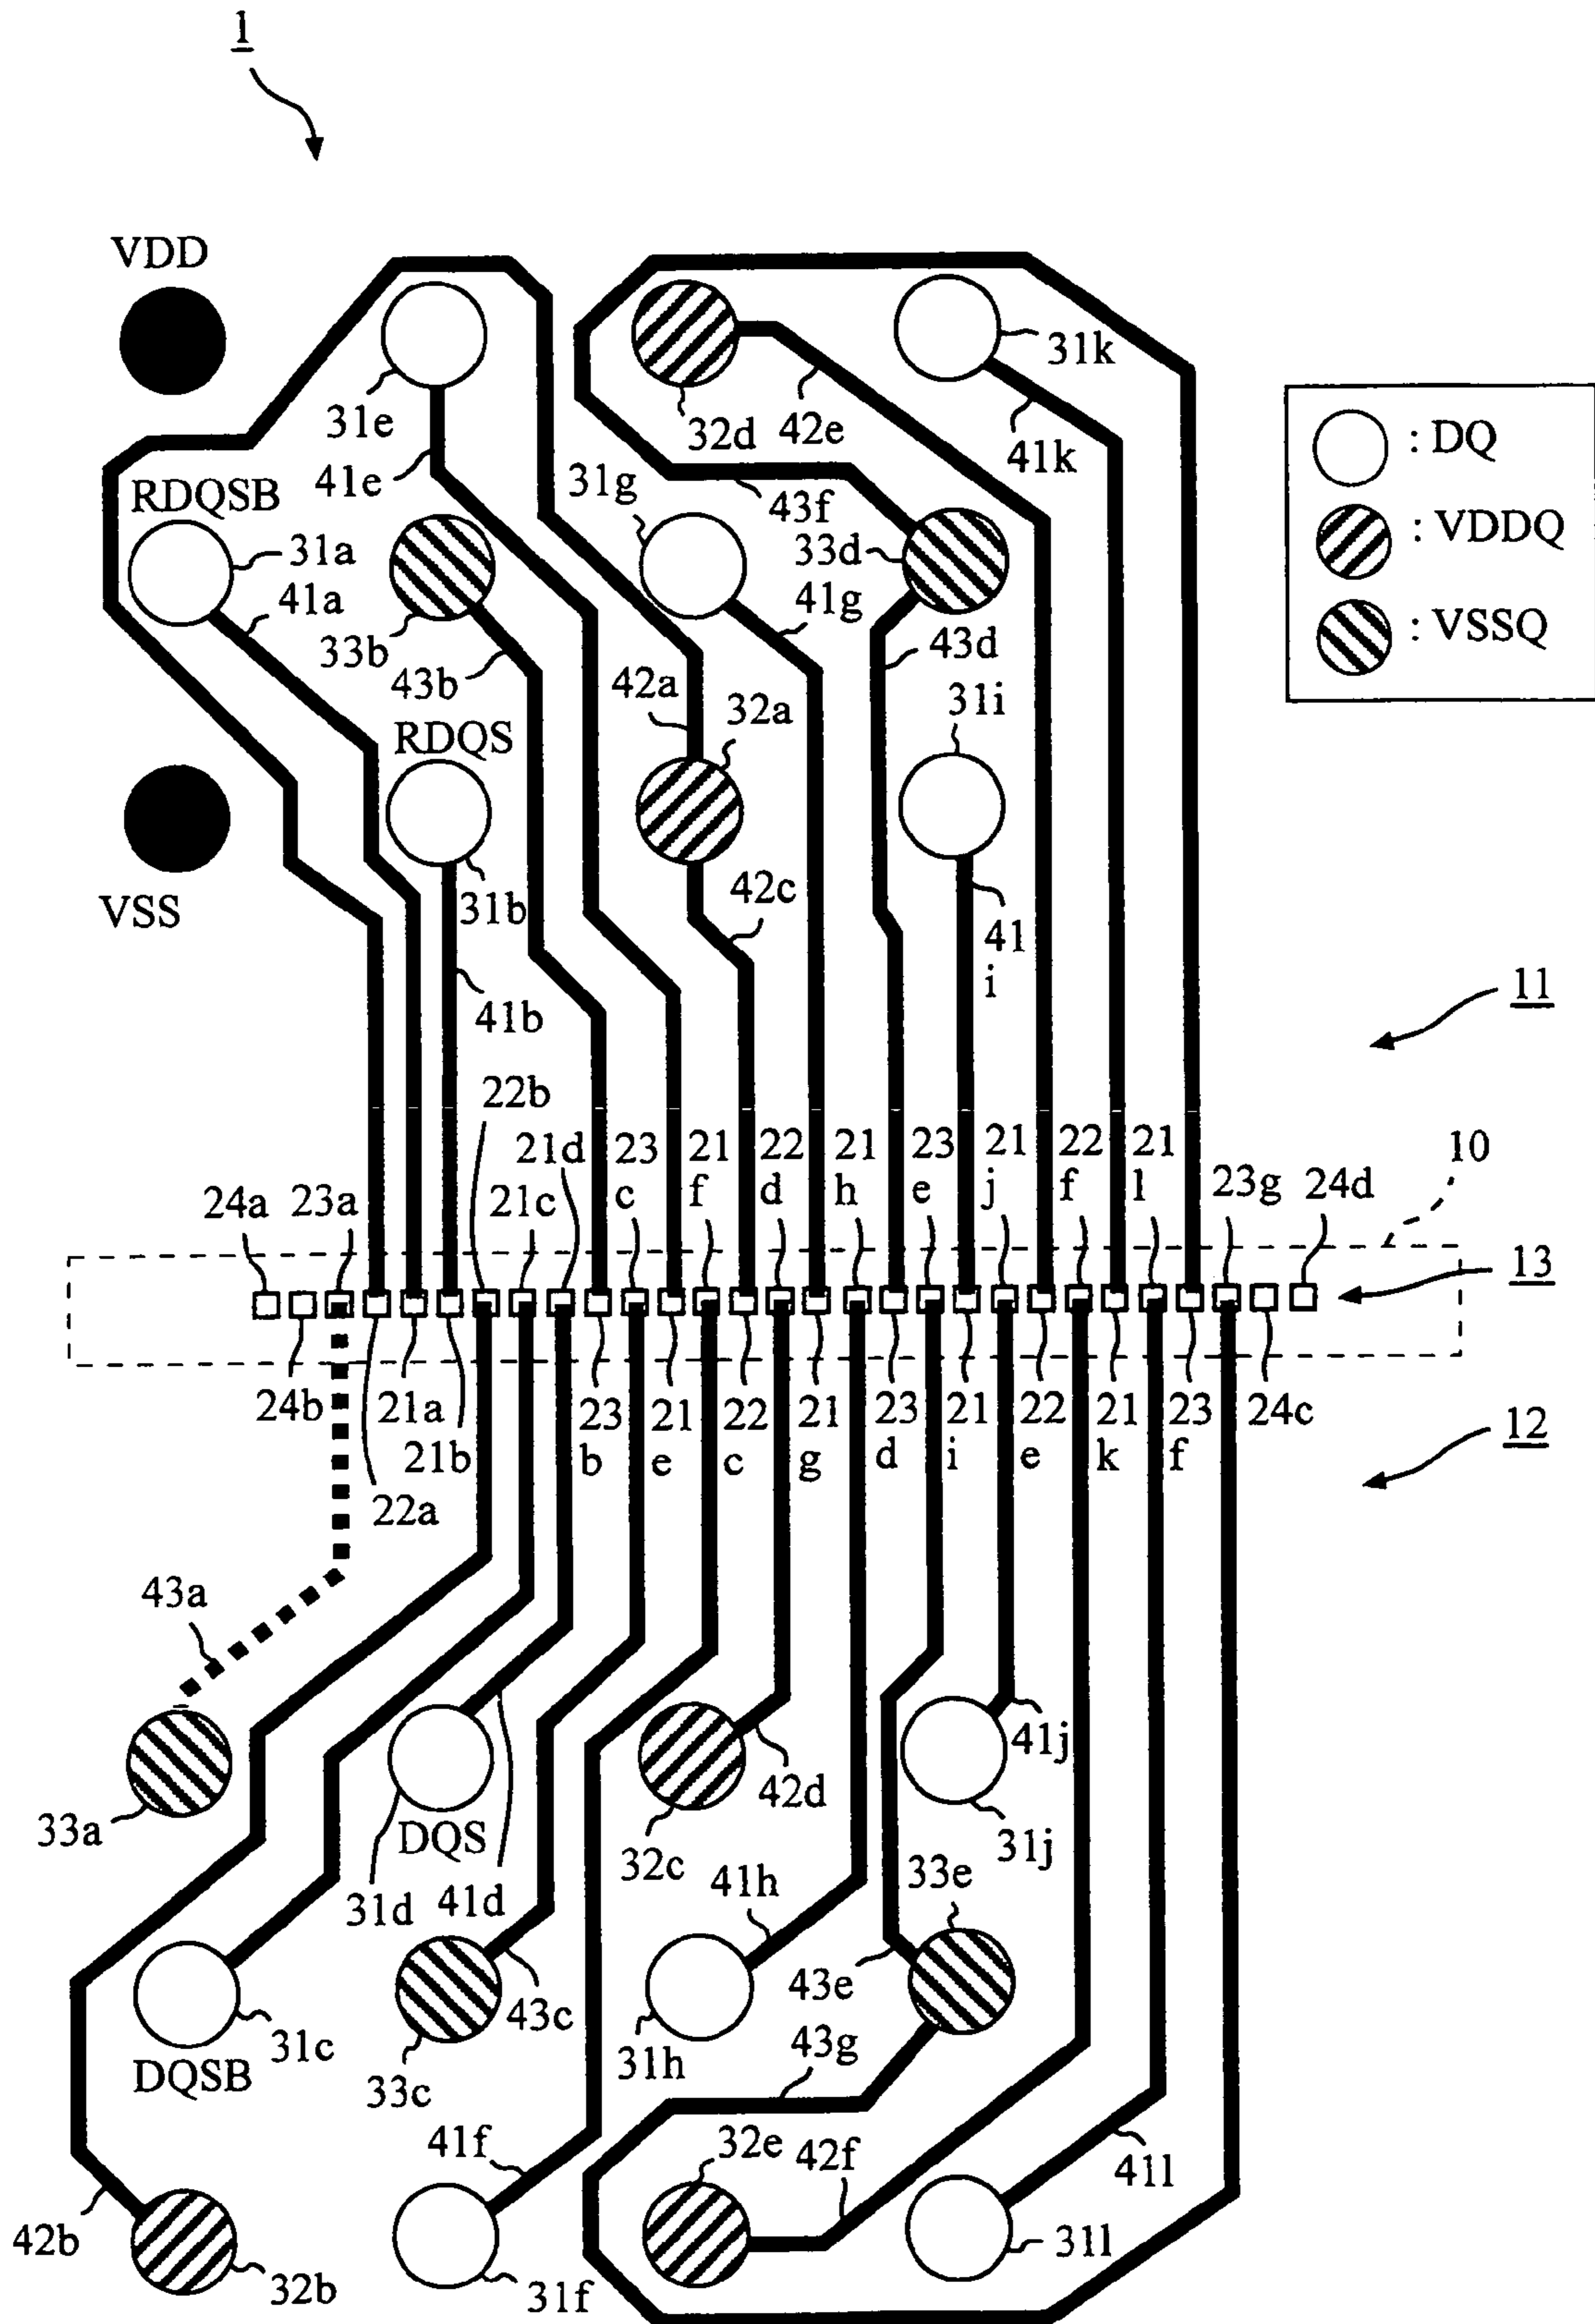 1
VDD
31k
31e
32d
42e
: DQ
41k
RDQSB
41e
31g
43f
: VDDQ
31a
33d
41a
41g
: VSSQ
33b
43b
43d
42a
31i
32a
RDQS
42c
VSS
31b
41
i
11
41b
22b
21d
23
c
21
f
22
d
21
h
23
e
21
j
22
f
21
l
10
24a
23a
21c
23g
24d
13
24b
21a
23
b
21
e
22
c
21
g
23
d
21
i
22
e
21
k
23
f
24c
12
21b
22a
43a
41j
42d
33a
DQS
32c
31j
31d
41d
41h
33e
43e
43c
31c
31h
43g
DQSB
33c
41f
32e
42f
41l
42b
31l
32b
31f